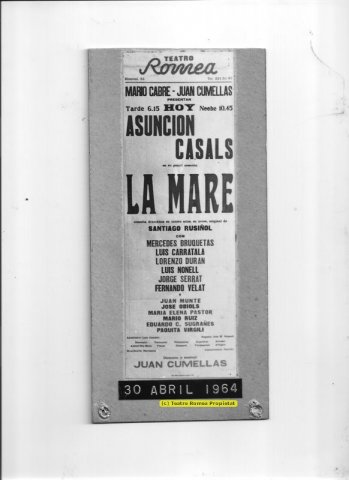 TEATRO
Romea
MARIO CABRE - JUAN CUMELLAS
PRESENTAN
Tarde 6.15 HOY Noche 10.45
ASUNCION
CASALS
LA MARE
SANTIAGO RUSIÑOL
CON
MERCEDES BRUQUETAS
LUIS CARRATALA
LORENZO DURAN
LUIS NONELL
JORGE SERRAT
FERNANDO VELAT
Y
JUAN MUNTE
JOSE OBIOLS
MARIA ELENA PASTOR
MARIO RUIZ
EDUARDO C. SUGRAÑES
PAQUITA VIRGILI
JUAN CUMELLAS
30 ABRIL 1964
(c) Teatro Romea Propietat